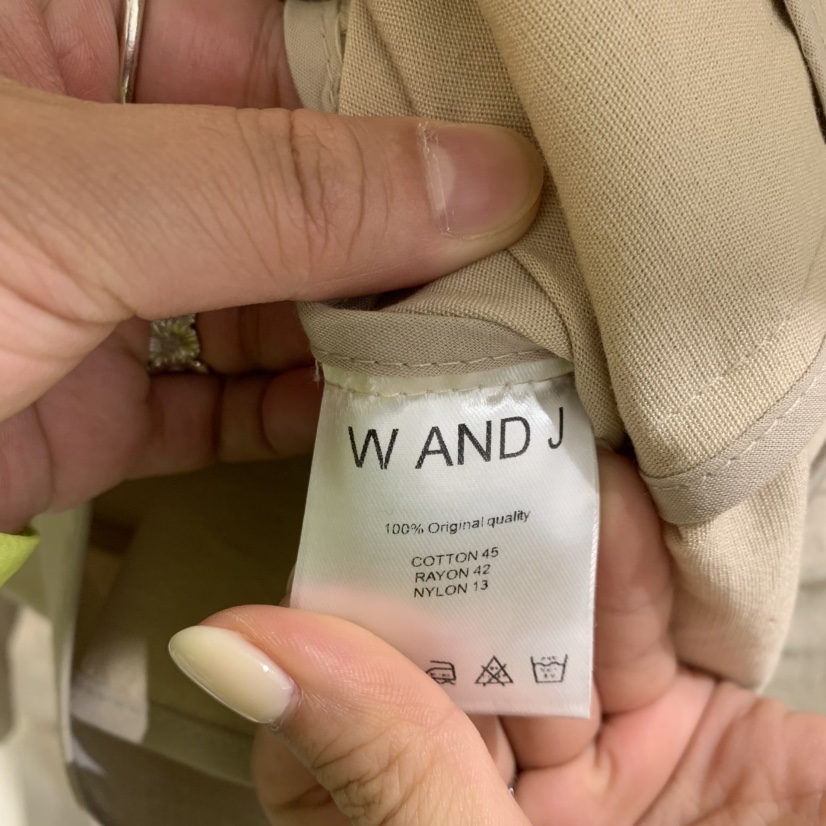 W AND J
100% Original quality
COTTON 45
RAYON 42
NYLON 13